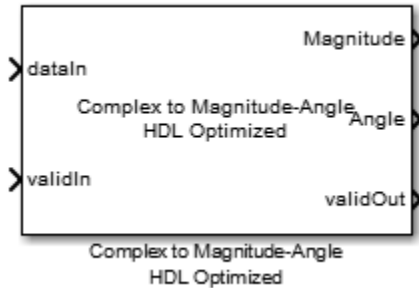 Magnitude
dataIn
Complex to Magnitude-Angle
HDL Optimized
Angle
validIn
validOut
Complex to Magnitude-Angle
HDL Optimized